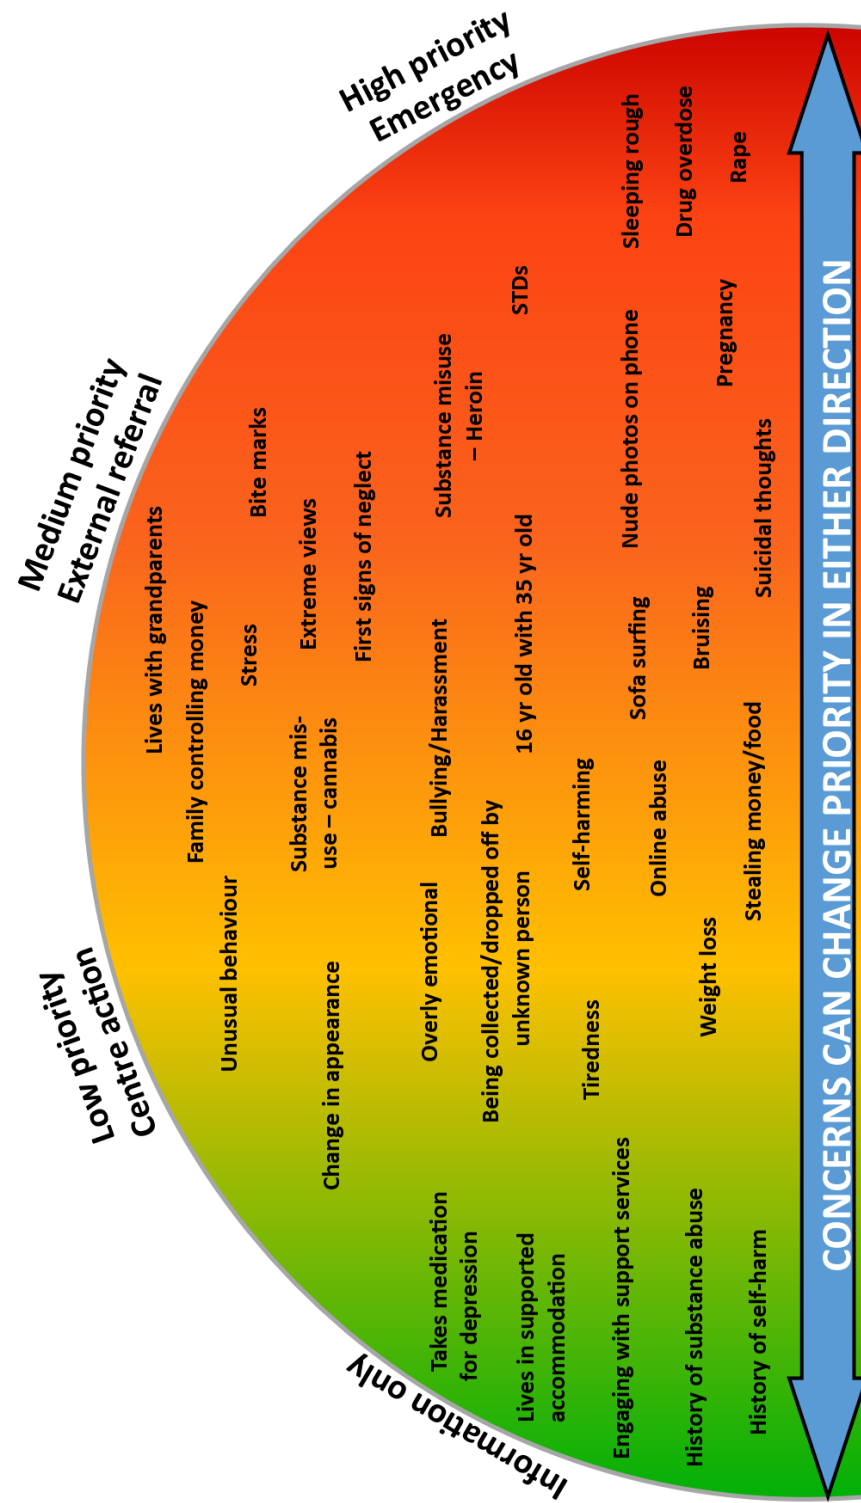 Information only
Low priority
Centre action
Medium priority
External referral
High priority
Emergency
Lives with grandparents
Family controlling money
Unusual behaviour
Stress
Bite marks
Substance mis-
use – cannabis
Extreme views
Change in appearance
First signs of neglect
Takes medication
for depression
Overly emotional
Bullying/Harassment
Substance misuse
– Heroin
Being collected/dropped off by
unknown person
Lives in supported
accommodation
16 yr old with 35 yr old
STDs
Tiredness
Self-harming
Engaging with support services
Sofa surfing
Nude photos on phone
Sleeping rough
Online abuse
History of substance abuse
Weight loss
Bruising
Drug overdose
Pregnancy
Rape
History of self-harm
Stealing money/food
Suicidal thoughts
CONCERNS CAN CHANGE PRIORITY IN EITHER DIRECTION